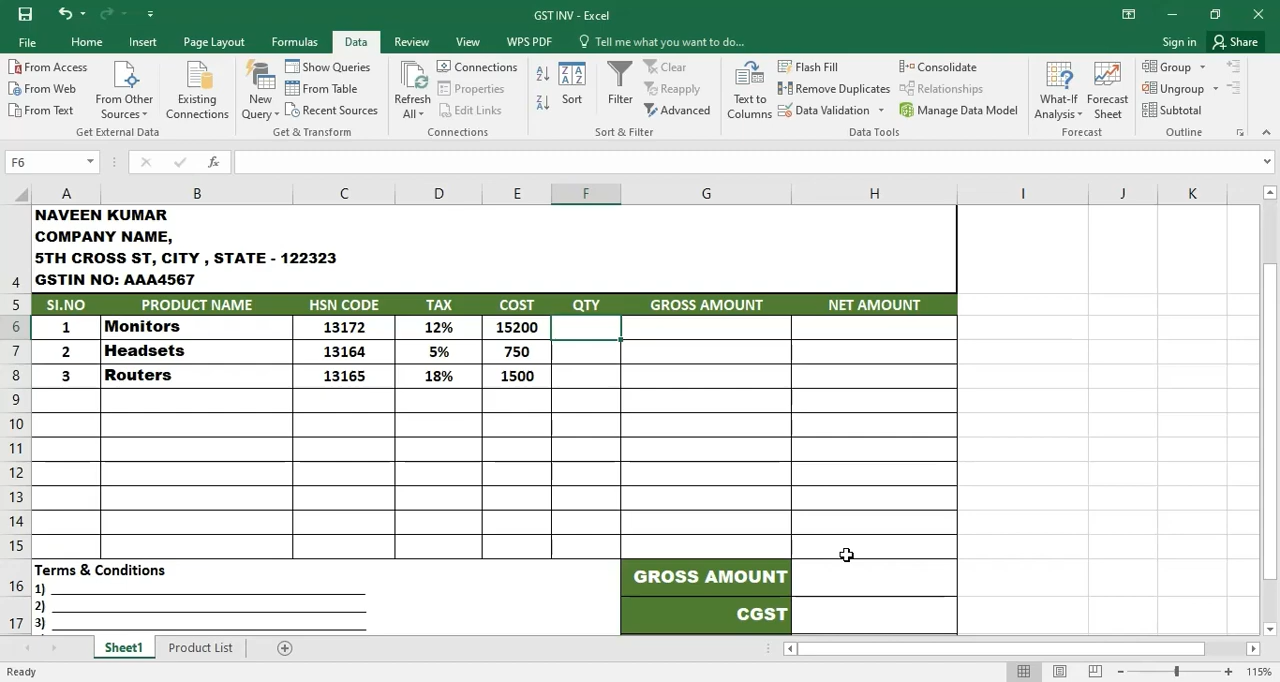 GST INV - Excel
File Home Insert Page Layout Formulas Data Review View WPS PDF Tell me what you want to do... Sign in Share
From Access
From Web
From Text
From Other Sources
Existing Connections
Get External Data
New Query
Show Queries
From Table
Recent Sources
Get & Transform
Refresh All
Connections
Properties
Edit Links
Connections
Sort
Filter
Clear
Reapply
Advanced
Sort & Filter
Text to Columns
Flash Fill
Remove Duplicates
Data Validation
Consolidate
Relationships
Manage Data Model
Data Tools
What-If Analysis
Forecast Sheet
Forecast
Group
Ungroup
Subtotal
Outline
F6 fx
A B C D E F G H I J K
NAVEEN KUMAR
COMPANY NAME,
5TH CROSS ST, CITY , STATE - 122323
4 GSTIN NO: AAA4567
5 SI.NO PRODUCT NAME HSN CODE TAX COST QTY GROSS AMOUNT NET AMOUNT
6 1 Monitors 13172 12% 15200
7 2 Headsets 13164 5% 750
8 3 Routers 13165 18% 1500
9
10
11
12
13
14
15
Terms & Conditions
16 1) GROSS AMOUNT
2)
17 3) CGST
Sheet1 Product List
Ready 115%